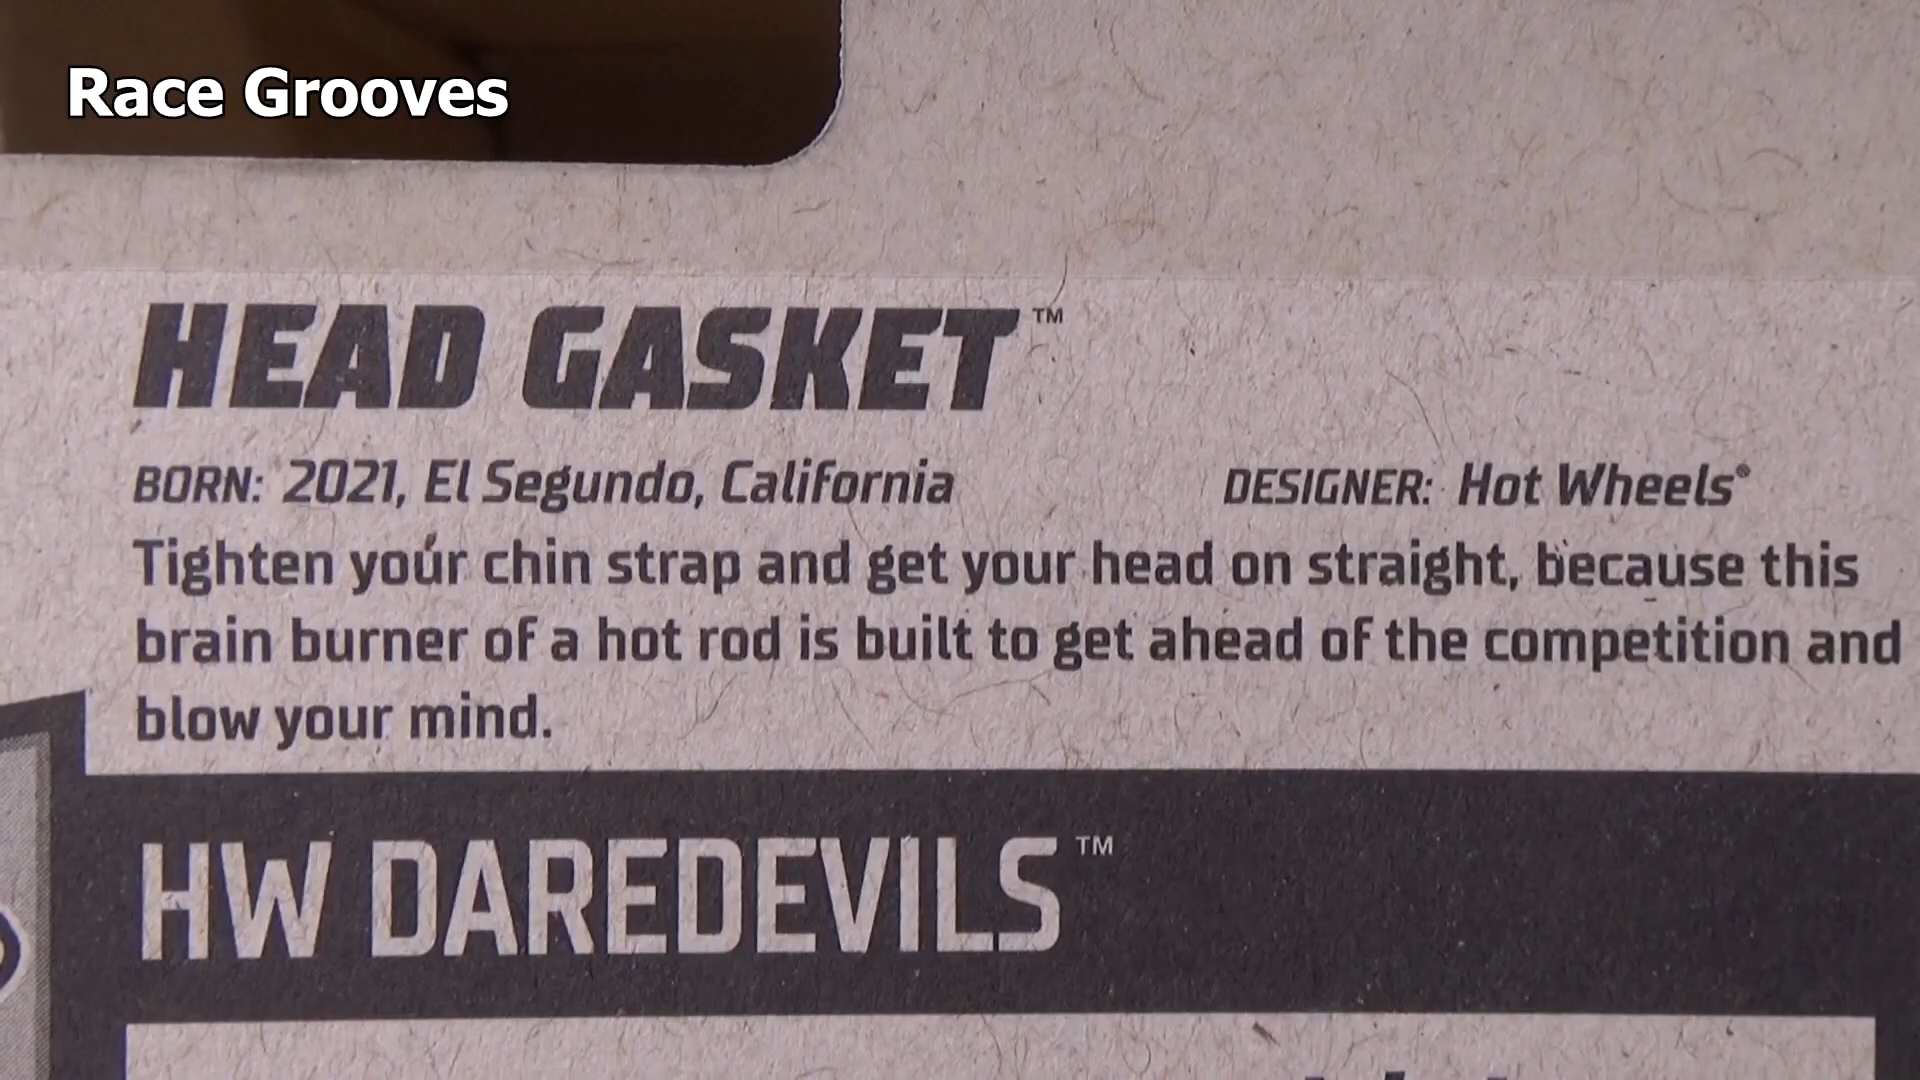 Race Grooves
HEAD GASKET™
BORN: 2021, El Segundo, California
DESIGNER: Hot Wheels®
Tighten your chin strap and get your head on straight, because this
brain burner of a hot rod is built to get ahead of the competition and
blow your mind.
HW DAREDEVILS™